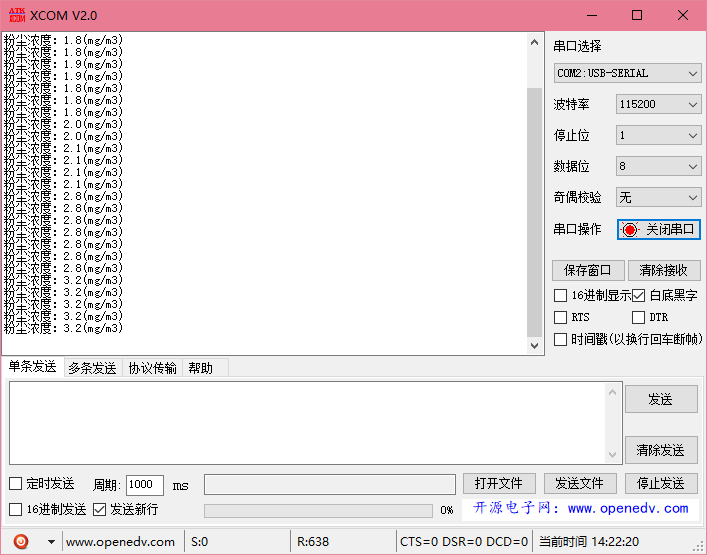 ATK XCOM
XCOM V2.0
粉尘浓度: 1.8(mg/m3)
粉尘浓度: 1.8(mg/m3)
粉尘浓度: 1.9(mg/m3)
粉尘浓度: 1.9(mg/m3)
粉尘浓度: 1.8(mg/m3)
粉尘浓度: 1.8(mg/m3)
粉尘浓度: 1.8(mg/m3)
粉尘浓度: 2.0(mg/m3)
粉尘浓度: 2.0(mg/m3)
粉尘浓度: 2.1(mg/m3)
粉尘浓度: 2.1(mg/m3)
粉尘浓度: 2.1(mg/m3)
粉尘浓度: 2.1(mg/m3)
粉尘浓度: 2.8(mg/m3)
粉尘浓度: 2.8(mg/m3)
粉尘浓度: 2.8(mg/m3)
粉尘浓度: 2.8(mg/m3)
粉尘浓度: 2.8(mg/m3)
粉尘浓度: 2.8(mg/m3)
粉尘浓度: 2.8(mg/m3)
粉尘浓度: 3.2(mg/m3)
粉尘浓度: 3.2(mg/m3)
粉尘浓度: 3.2(mg/m3)
粉尘浓度: 3.2(mg/m3)
粉尘浓度: 3.2(mg/m3)
串口选择
COM2:USB-SERIAL
波特率 115200
停止位 1
数据位 8
奇偶校验 无
串口操作 关闭串口
保存窗口 清除接收
16进制显示 白底黑字
RTS DTR
时间戳(以换行回车断帧)
单条发送 多条发送 协议传输 帮助
发送
清除发送
定时发送 周期: 1000 ms 打开文件 发送文件 停止发送
16进制发送 发送新行 0% 开源电子网: www.openedv.com
www.openedv.com S:0 R:638 CTS=0 DSR=0 DCD=0 当前时间 14:22:20